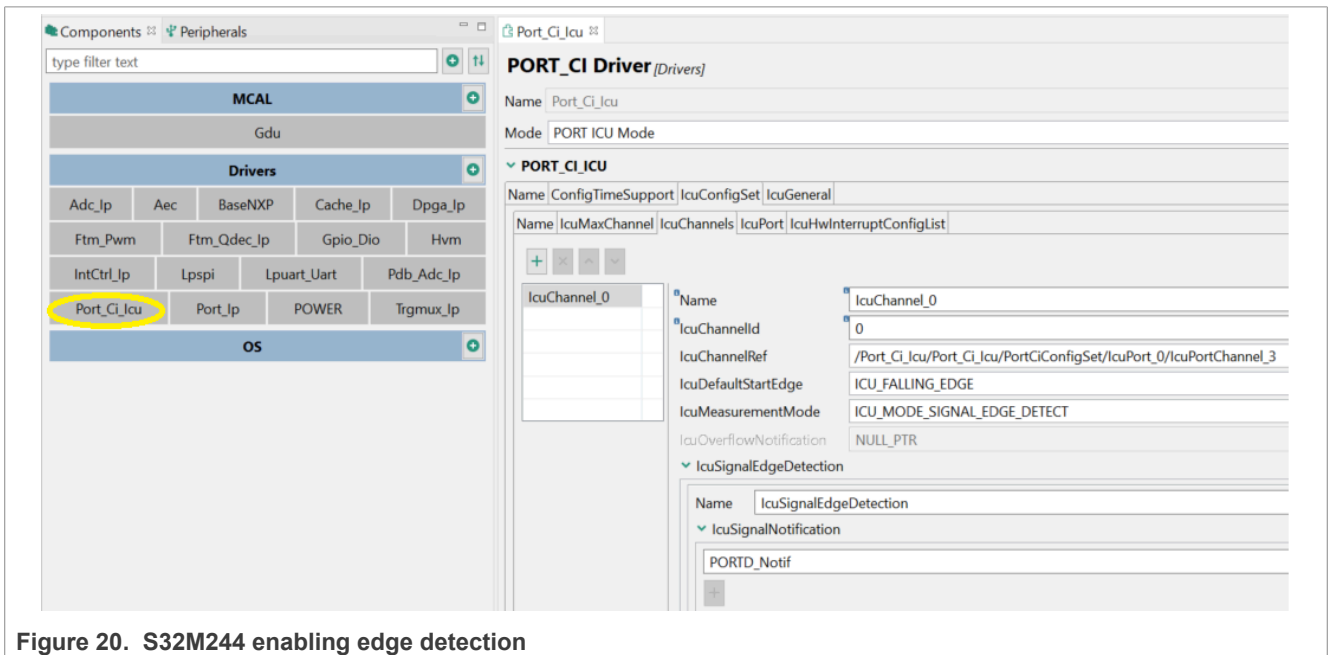 Components Peripherals
type filter text
MCAL
Gdu
Drivers
Adc_Ip Aec BaseNXP Cache_Ip Dpga_Ip
Ftm_Pwm Ftm_Qdec_Ip Gpio_Dio Hvm
IntCtrl_Ip Lpspi Lpuart_Uart Pdb_Adc_Ip
Port_Ci_Icu Port_Ip POWER Trgmux_Ip
OS
Port_Ci_Icu
PORT_CI Driver [Drivers]
Name Port_Ci_Icu
Mode PORT ICU Mode
PORT_CI_ICU
Name ConfigTimeSupport IcuConfigSet IcuGeneral
Name IcuMaxChannel IcuChannels IcuPort IcuHwInterruptConfigList
IcuChannel_0
Name IcuChannel_0
IcuChannelId 0
IcuChannelRef /Port_Ci_Icu/Port_Ci_Icu/PortCiConfigSet/IcuPort_0/IcuPortChannel_3
IcuDefaultStartEdge ICU_FALLING_EDGE
IcuMeasurementMode ICU_MODE_SIGNAL_EDGE_DETECT
IcuOverflowNotification NULL_PTR
IcuSignalEdgeDetection
Name IcuSignalEdgeDetection
IcuSignalNotification
PORTD_Notif
Figure 20. S32M244 enabling edge detection